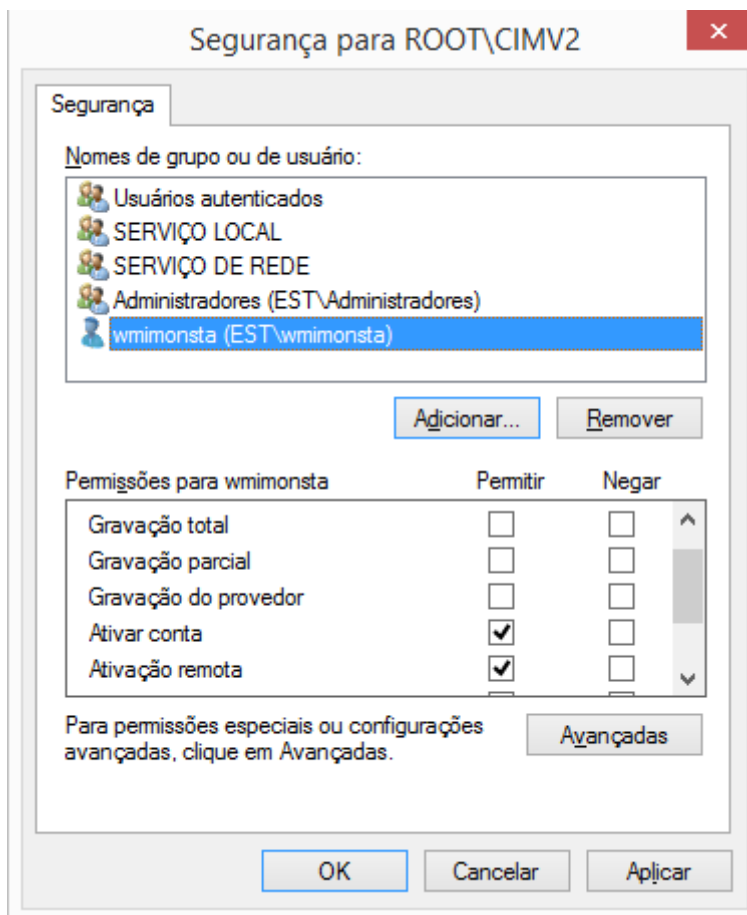 Segurança para ROOT\CIMV2
Segurança
Nomes de grupo ou de usuário:
Usuários autenticados
SERVIÇO LOCAL
SERVIÇO DE REDE
Administradores (EST\Administradores)
wmimonsta (EST\wmimonsta)
Adicionar... Remover
Permissões para wmimonsta Permitir Negar
Gravação total
Gravação parcial
Gravação do provedor
Ativar conta
Ativação remota
Para permissões especiais ou configurações
avançadas, clique em Avançadas.
Avançadas
OK Cancelar Aplicar